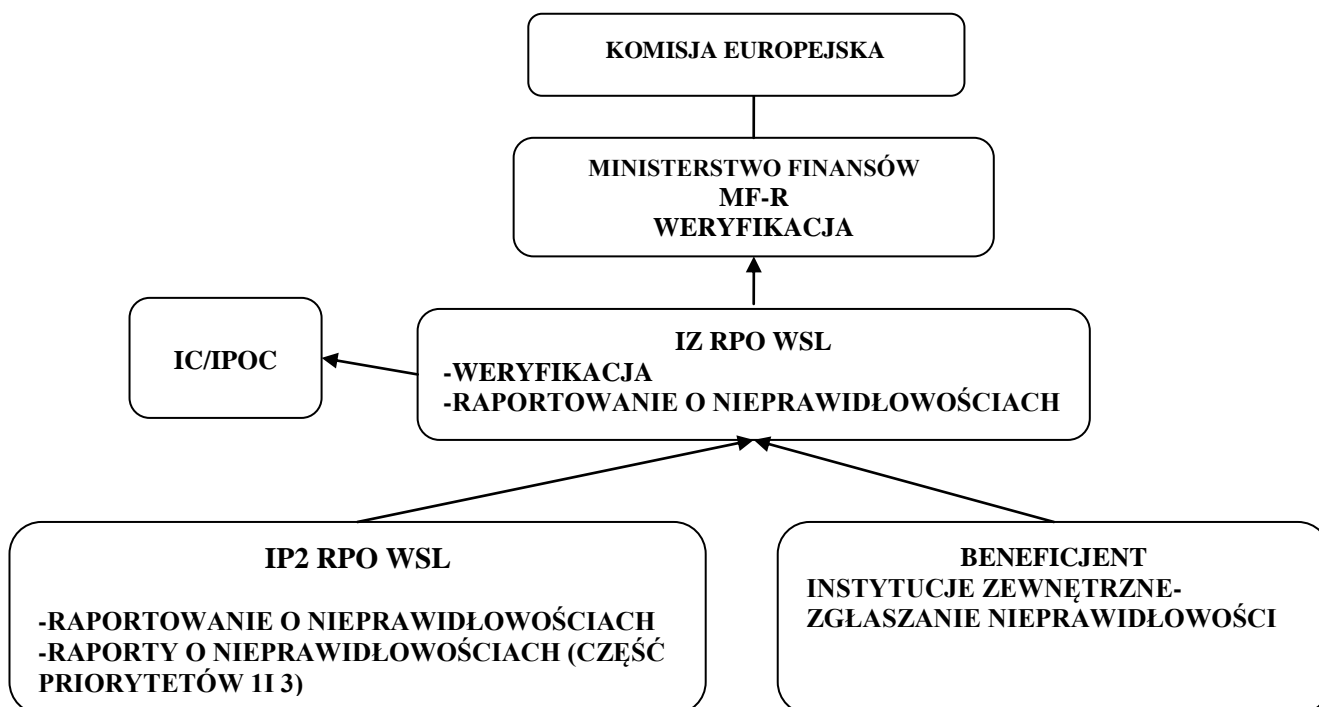 KOMISJA EUROPEJSKA
MINISTERSTWO FINANSÓW
MF-R
WERYFIKACJA
IC/IPOC
IZ RPO WSL
-WERYFIKACJA
-RAPORTOWANIE O NIEPRAWIDŁOWOŚCIACH
IP2 RPO WSL
-RAPORTOWANIE O NIEPRAWIDŁOWOŚCIACH
-RAPORTY O NIEPRAWIDŁOWOŚCIACH (CZĘŚĆ
PRIORYTETÓW 1I 3)
BENEFICJENT
INSTYTUCJE ZEWNĘTRZNE-
ZGŁASZANIE NIEPRAWIDŁOWOŚCI